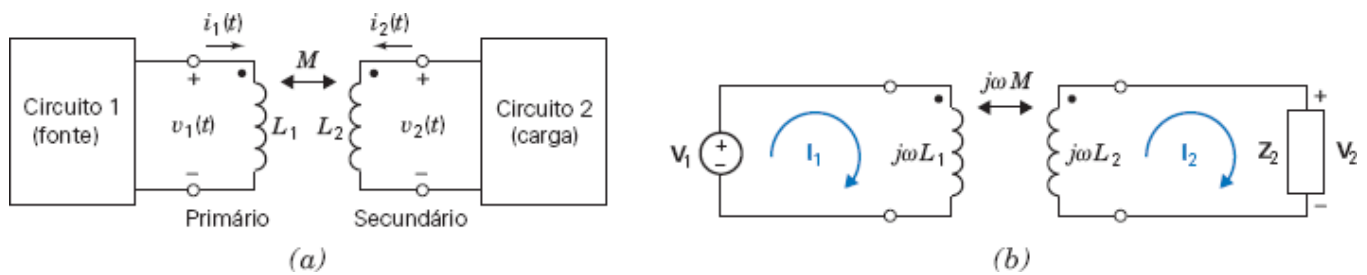 i₁(t)
i₂(t)
M
Circuito 1
(fonte)
+
v₁(t)
−
L₁
L₂
+
v₂(t)
−
Circuito 2
(carga)
Primário
Secundário
(a)
jωM
V₁
+
−
I₁
jωL₁
jωL₂
I₂
Z₂
+
V₂
−
(b)